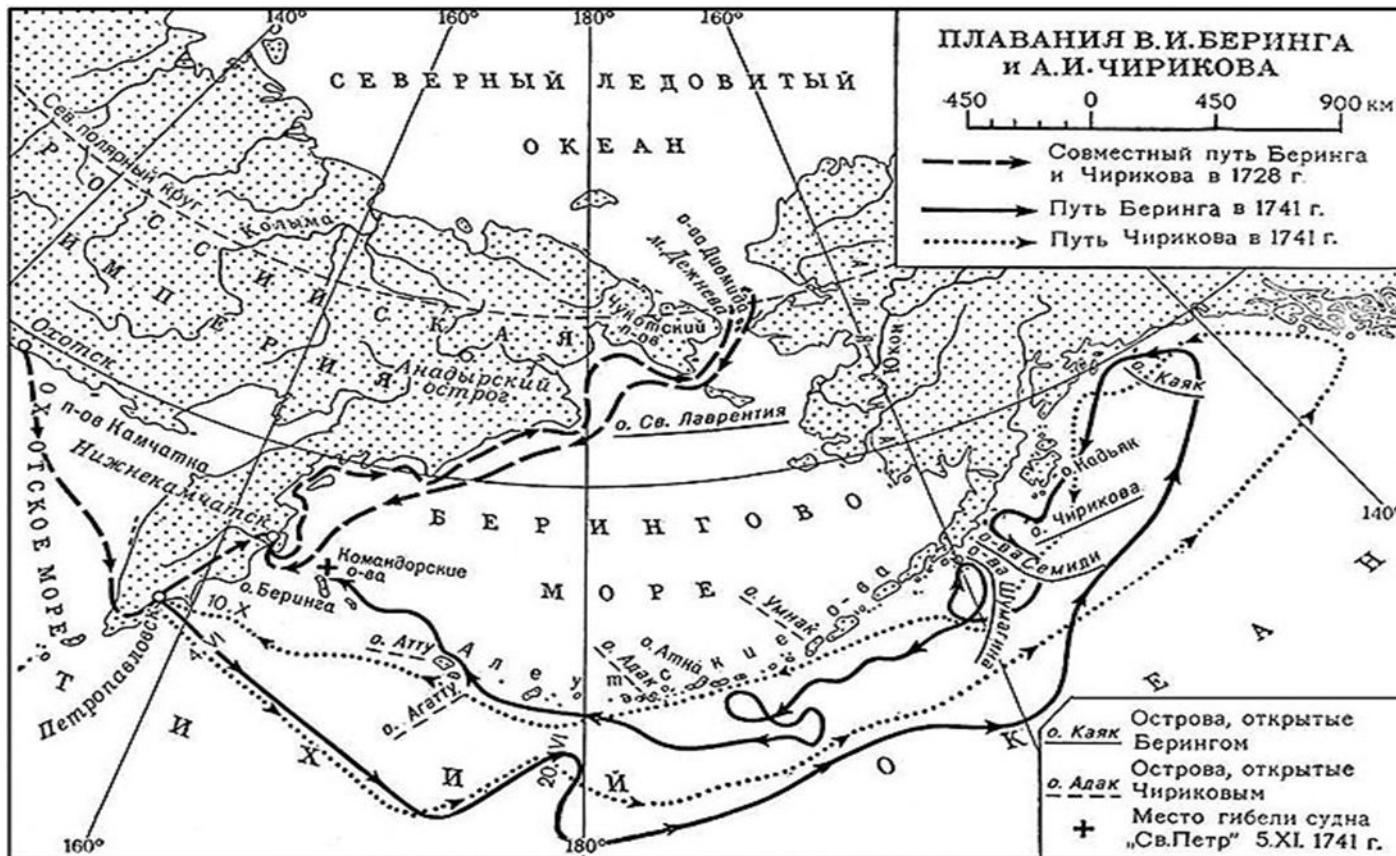 140°
160°
180°
160°
ПЛАВАНИЯ В.И.БЕРИНГА
и А.И.ЧИРИКОВА
450 0 450 900 км
Совместный путь Беринга
и Чирикова в 1728 г.
Путь Беринга в 1741 г.
Путь Чирикова в 1741 г.
СЕВЕРНЫЙ ЛЕДОВИТЫЙ
ОКЕАН
Сев. полярный круг
РОССИЙСКАЯ
ИМПЕРИЯ
Колыма
о-ва Диомида
м. Дежнева
Чукотский
п-ов
АЛЯСКА
Юкон
Охотск
Анадырский
острог
о. Св. Лаврентия
о. Каяк
ОХОТСКОЕ МОРЕ
п-ов Камчатка
Нижнекамчатск
о. Кадьяк
о. Чирикова
140°
БЕРИНГОВО
МОРЕ
о-ва
Семиди
о-ва
Шумагина
Командорские
о-ва
о. Беринга
10 X
4 VI
Петропавловск
о. Атту
о. Агатту
Алеутские о-ва
о. Умнак
о. Атка
о. Адак
20 VI
ТИХИЙ
ОКЕАН
160°
180°
о. Каяк Острова, открытые
Берингом
о. Адак Острова, открытые
Чириковым
Место гибели судна
„Св.Петр" 5.XI. 1741 г.